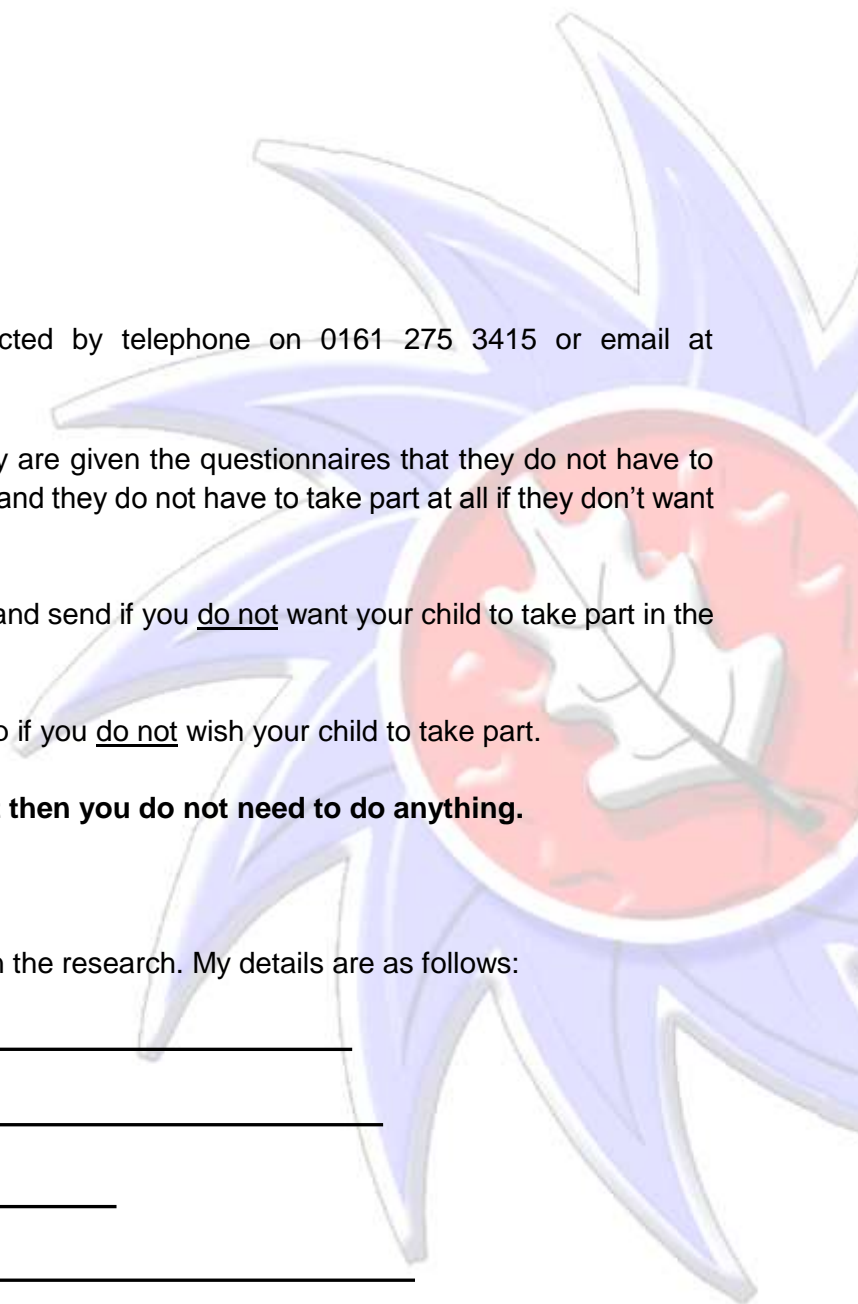 cted by telephone on 0161 275 3415 or email at
y are given the questionnaires that they do not have to
and they do not have to take part at all if they don't want
and send if you do not want your child to take part in the
o if you do not wish your child to take part.
then you do not need to do anything.
n the research. My details are as follows: